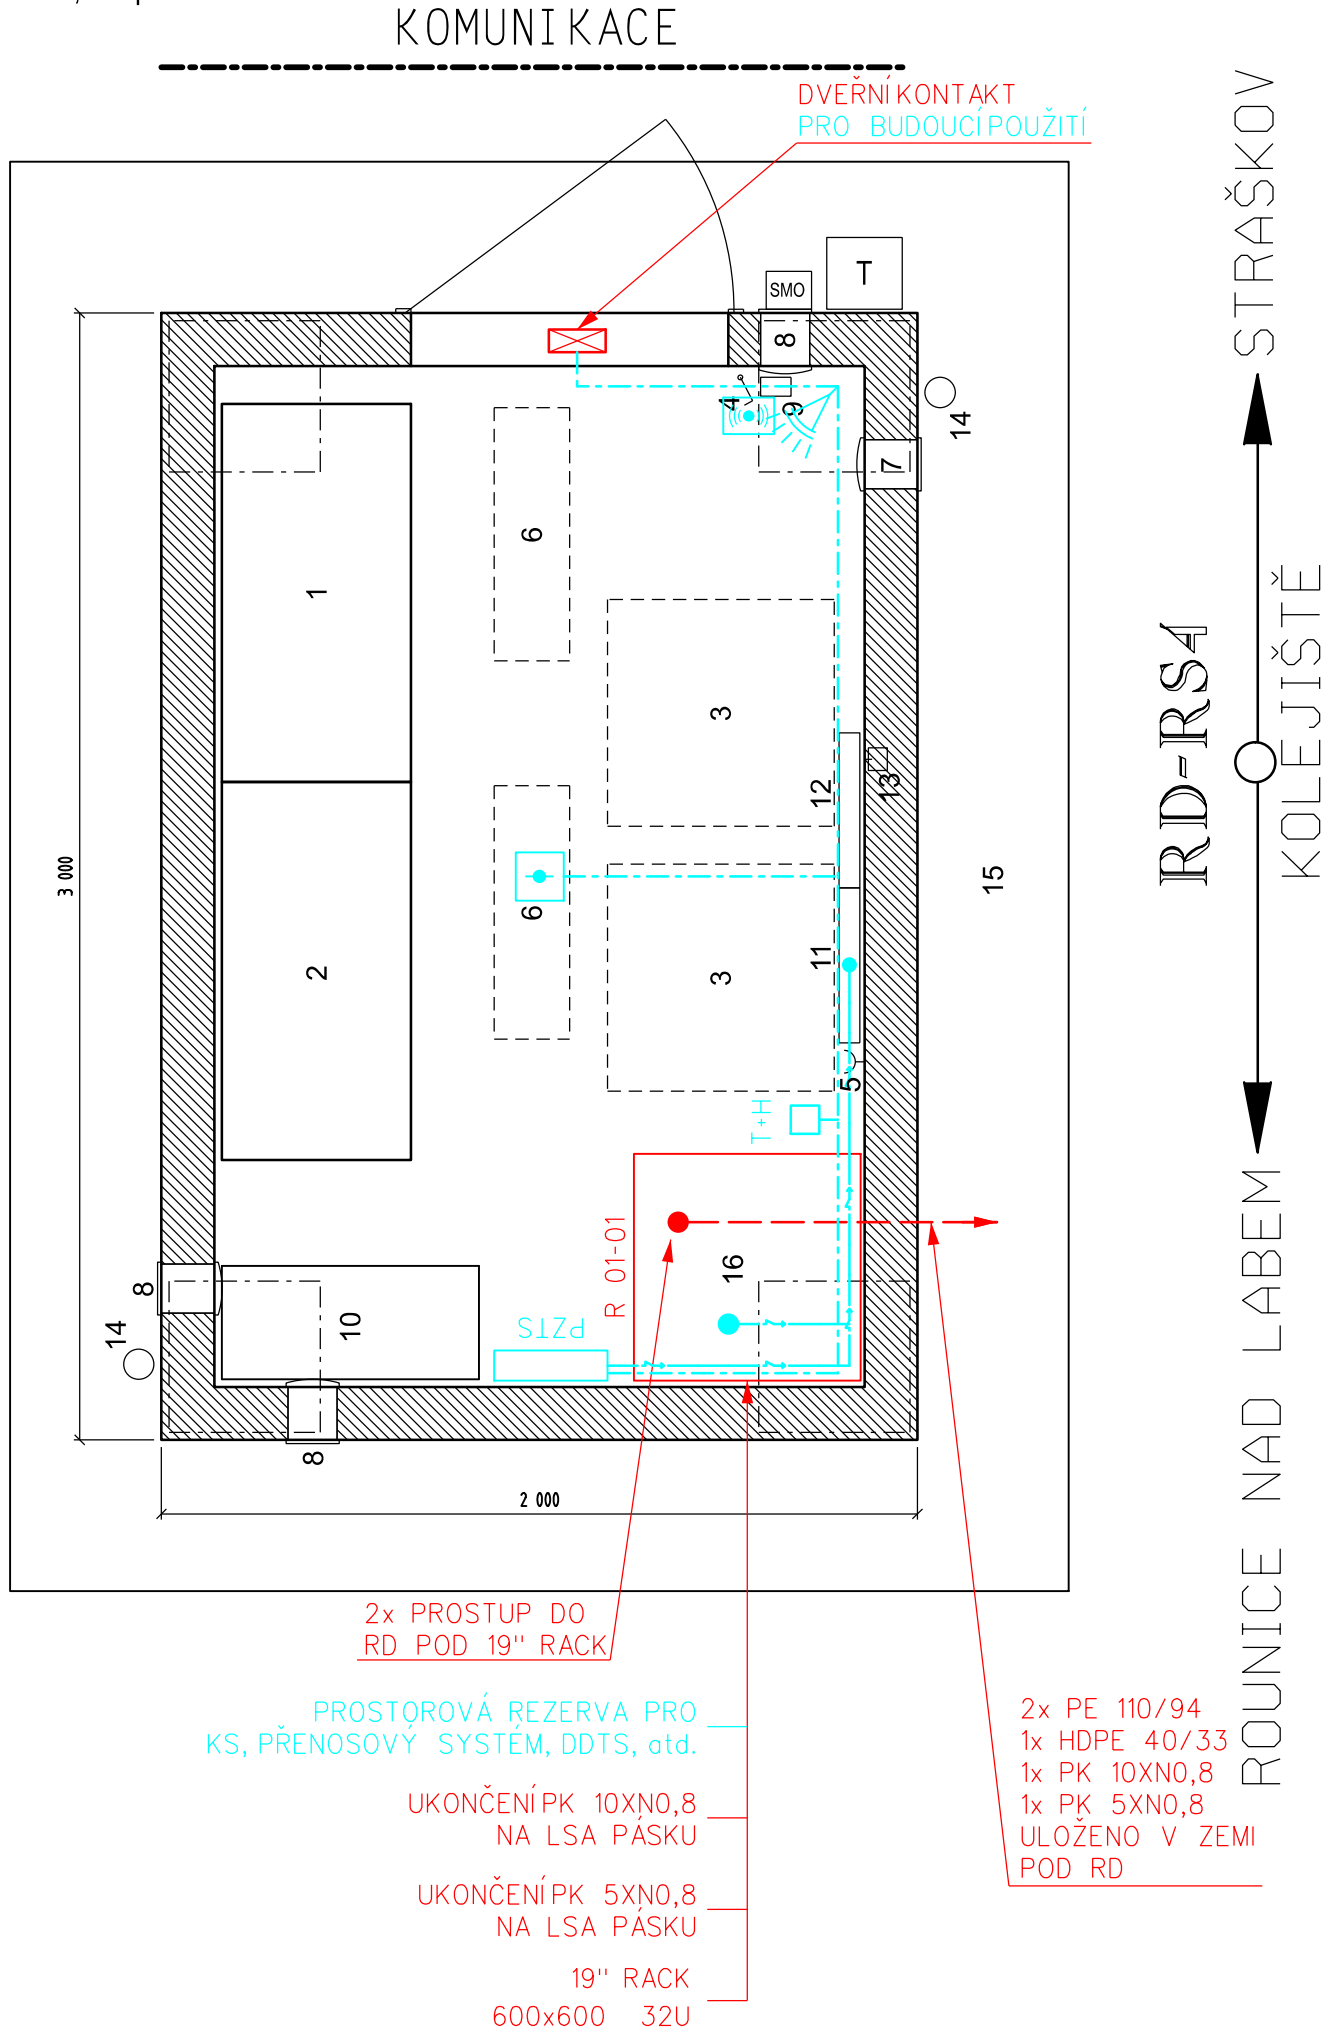 KOMUNIKACE
DVEŘNÍ KONTAKT
PRO BUDOUCÍ POUŽITÍ
STRAŠKOV
T
SMO
8
4
9
14
7
1
6
3
RD-RSA
KOLEJIŠTĚ
12
13
3 000
6
2
3
11
15
5
T+H
R 01-01
16
8
14
10
PZTS
8
2 000
ROUNICE NAD LABEM
2x PROSTUP DO
RD POD 19" RACK
PROSTOROVÁ REZERVA PRO
KS, PŘENOSOVÝ SYSTÉM, DDTS, atd.
UKONČENÍ PK 10XN0,8
NA LSA PÁSKU
UKONČENÍ PK 5XN0,8
NA LSA PÁSKU
19" RACK
600x600 32U
2x PE 110/94
1x HDPE 40/33
1x PK 10XN0,8
1x PK 5XN0,8
ULOŽENO V ZEMI
POD RD